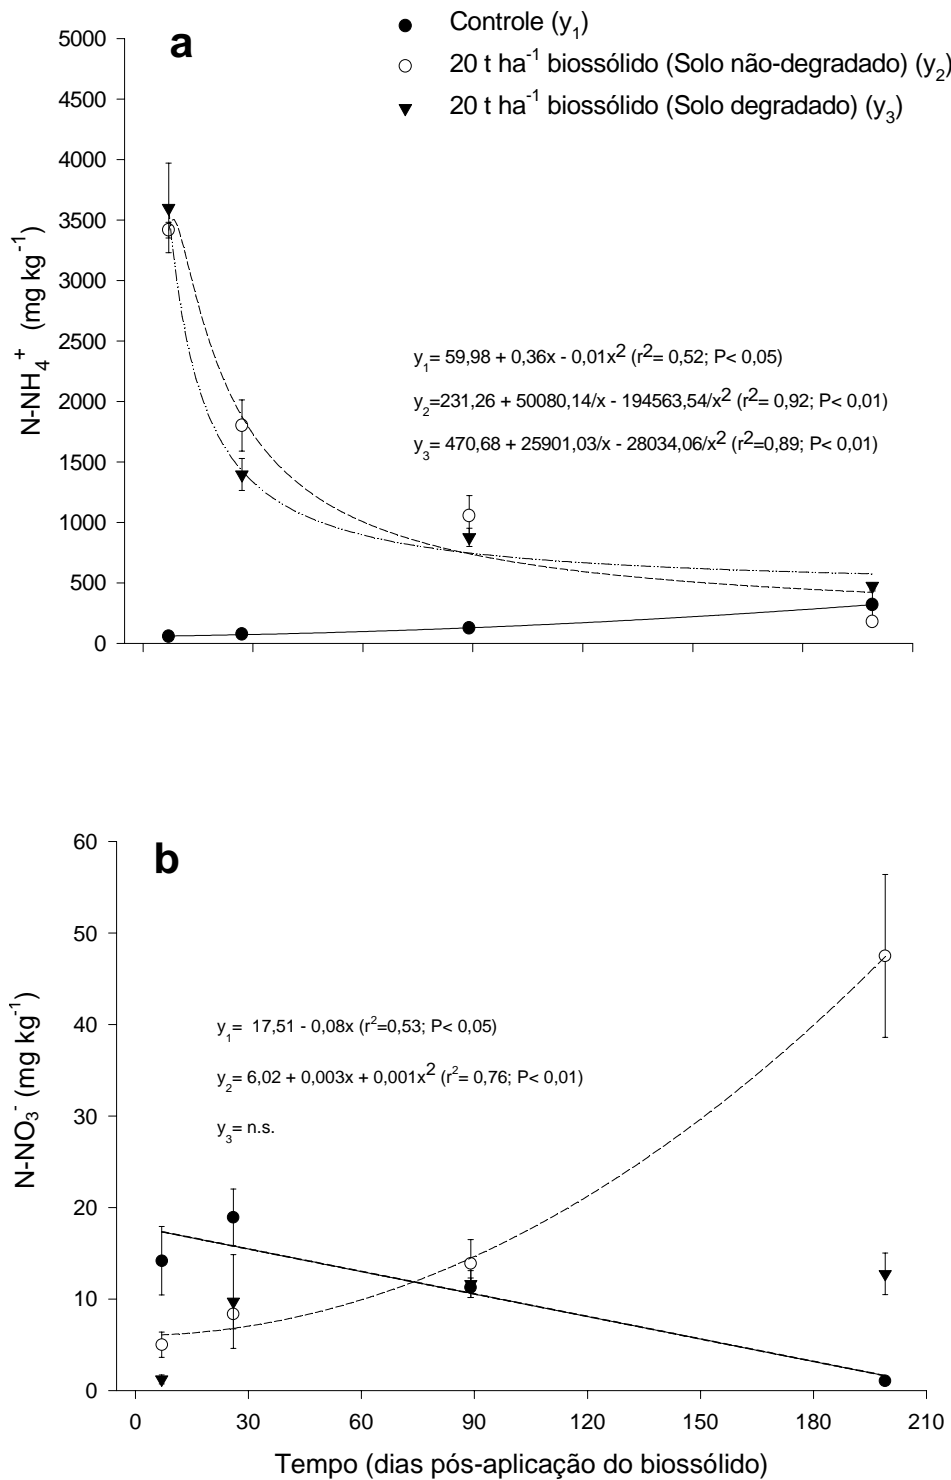 Controle (y₁)
20 t ha⁻¹ biossólido (Solo não-degradado) (y₂)
20 t ha⁻¹ biossólido (Solo degradado) (y₃)
a
5000
4500
4000
3500
3000
2500
2000
1500
1000
500
0
N-NH₄⁺ (mg kg⁻¹)
y₁= 59,98 + 0,36x - 0,01x² (r²= 0,52; P< 0,05)
y₂=231,26 + 50080,14/x - 194563,54/x² (r²= 0,92; P< 0,01)
y₃= 470,68 + 25901,03/x - 28034,06/x² (r²=0,89; P< 0,01)
b
60
50
40
30
20
10
0
N-NO₃⁻ (mg kg⁻¹)
y₁= 17,51 - 0,08x (r²=0,53; P< 0,05)
y₂= 6,02 + 0,003x + 0,001x² (r²= 0,76; P< 0,01)
y₃= n.s.
0 30 60 90 120 150 180 210
Tempo (dias pós-aplicação do biossólido)